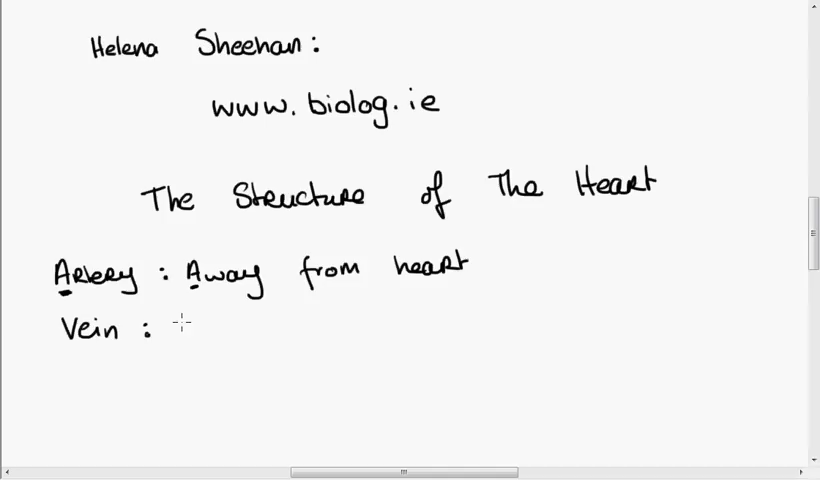 Helena Sheehan:
www.biolog.ie
The Structure of The Heart
Artery : Away from heart
Vein :